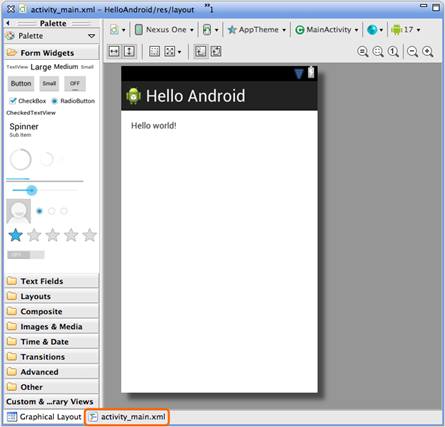 activity_main.xml - HelloAndroid/res/layout
»1
Palette
Palette
Nexus One
AppTheme
MainActivity
17
Form Widgets
TextView Large Medium Small
Button Small OFF
CheckBox RadioButton
CheckedTextView
Spinner
Sub Item
OFF
Text Fields
Layouts
Composite
Images & Media
Time & Date
Transitions
Advanced
Other
Custom & ...rary Views
Hello Android
Hello world!
Graphical Layout
activity_main.xml